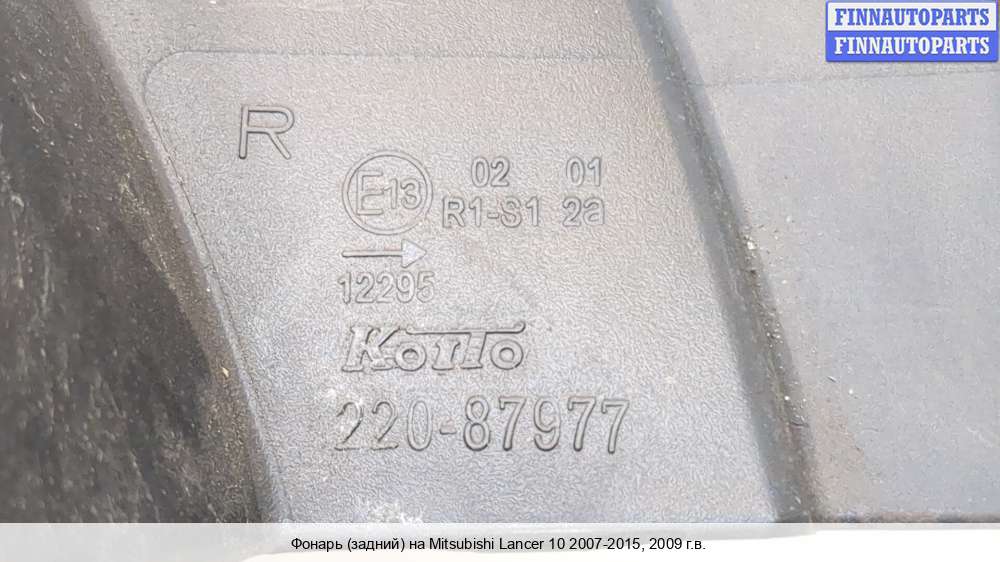 FINNAUTOPARTS
FINNAUTOPARTS
R
E13
02 01
R1-S1 2a
12295
KoiTo
220-87977
Фонарь (задний) на Mitsubishi Lancer 10 2007-2015, 2009 г.в.